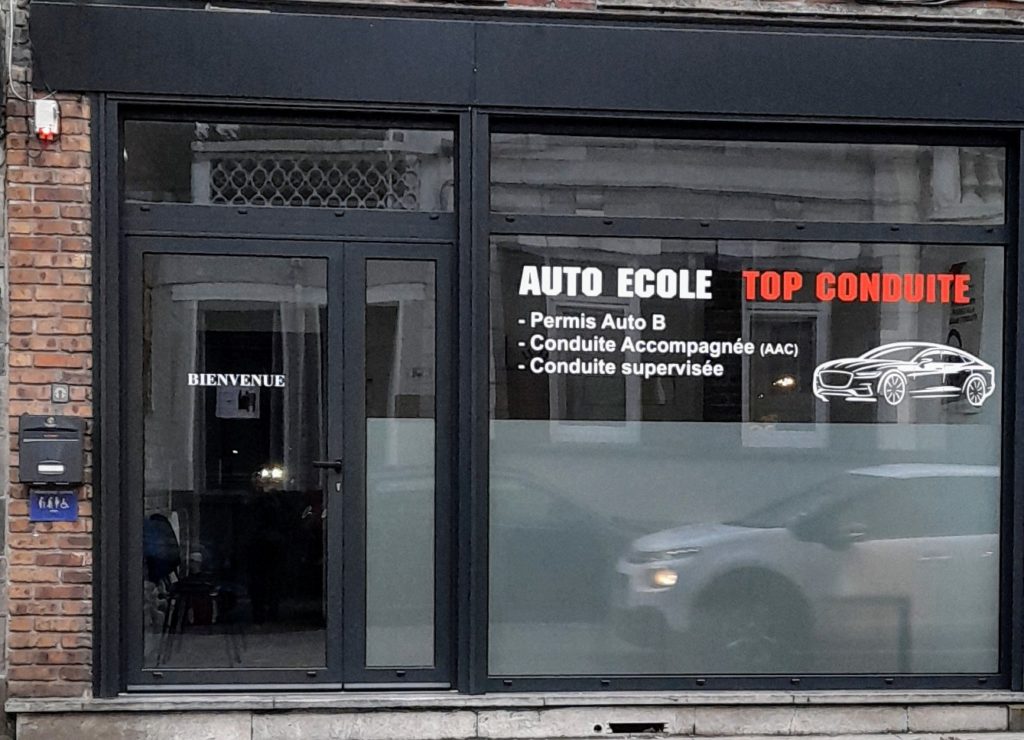 AUTO ECOLE TOP CONDUITE
- Permis Auto B
- Conduite Accompagnée (AAC)
- Conduite supervisée
BIENVENUE